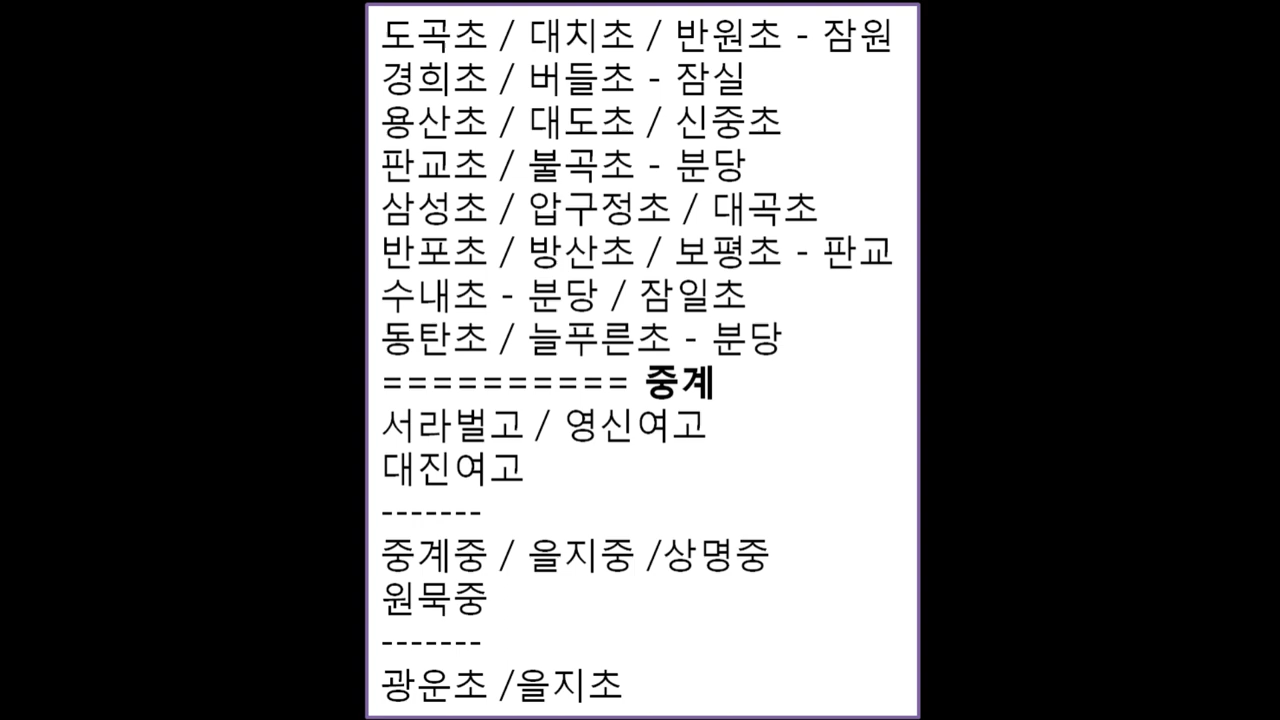 도곡초 / 대치초 / 반원초 - 잠원
경희초 / 버들초 - 잠실
용산초 / 대도초 / 신중초
판교초 / 불곡초 - 분당
삼성초 / 압구정초 / 대곡초
반포초 / 방산초 / 보평초 - 판교
수내초 - 분당 / 잠일초
동탄초 / 늘푸른초 - 분당
========== 중계
서라벌고 / 영신여고
대진여고
-------
중계중 / 을지중 /상명중
원묵중
-------
광운초 /을지초